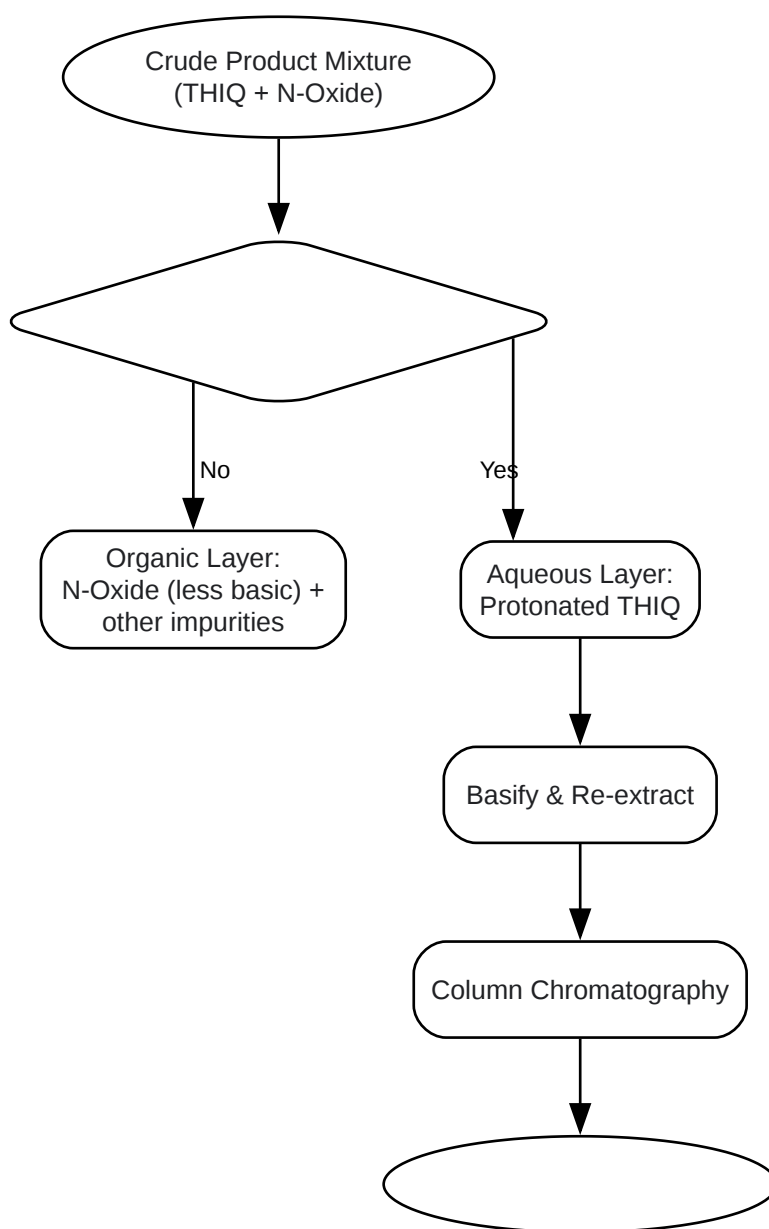 Crude Product Mixture
(THIQ + N-Oxide)
No
Yes
Organic Layer:
N-Oxide (less basic) +
other impurities
Aqueous Layer:
Protonated THIQ
Basify & Re-extract
Column Chromatography